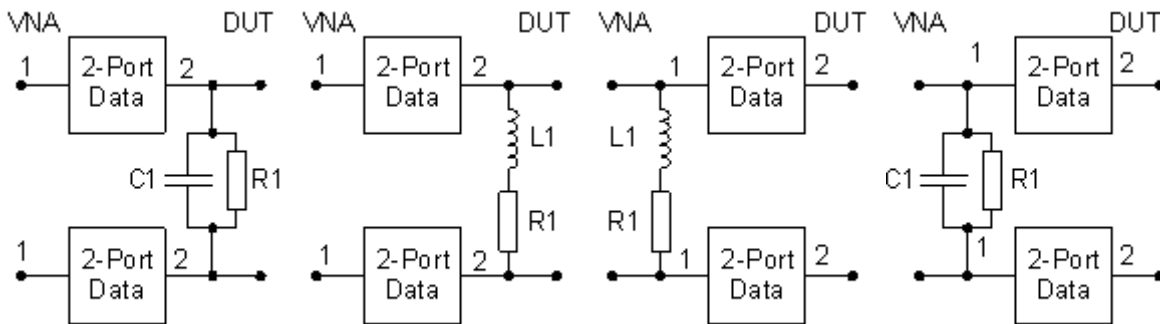 VNA DUT VNA DUT VNA DUT VNA DUT
1 2-Port Data 2 1 2-Port Data 2 1 2-Port Data 2 1 2-Port Data 2
C1 R1 L1 R1 L1 R1 C1 R1
1 2-Port Data 2 1 2-Port Data 2 1 2-Port Data 2 1 2-Port Data 2